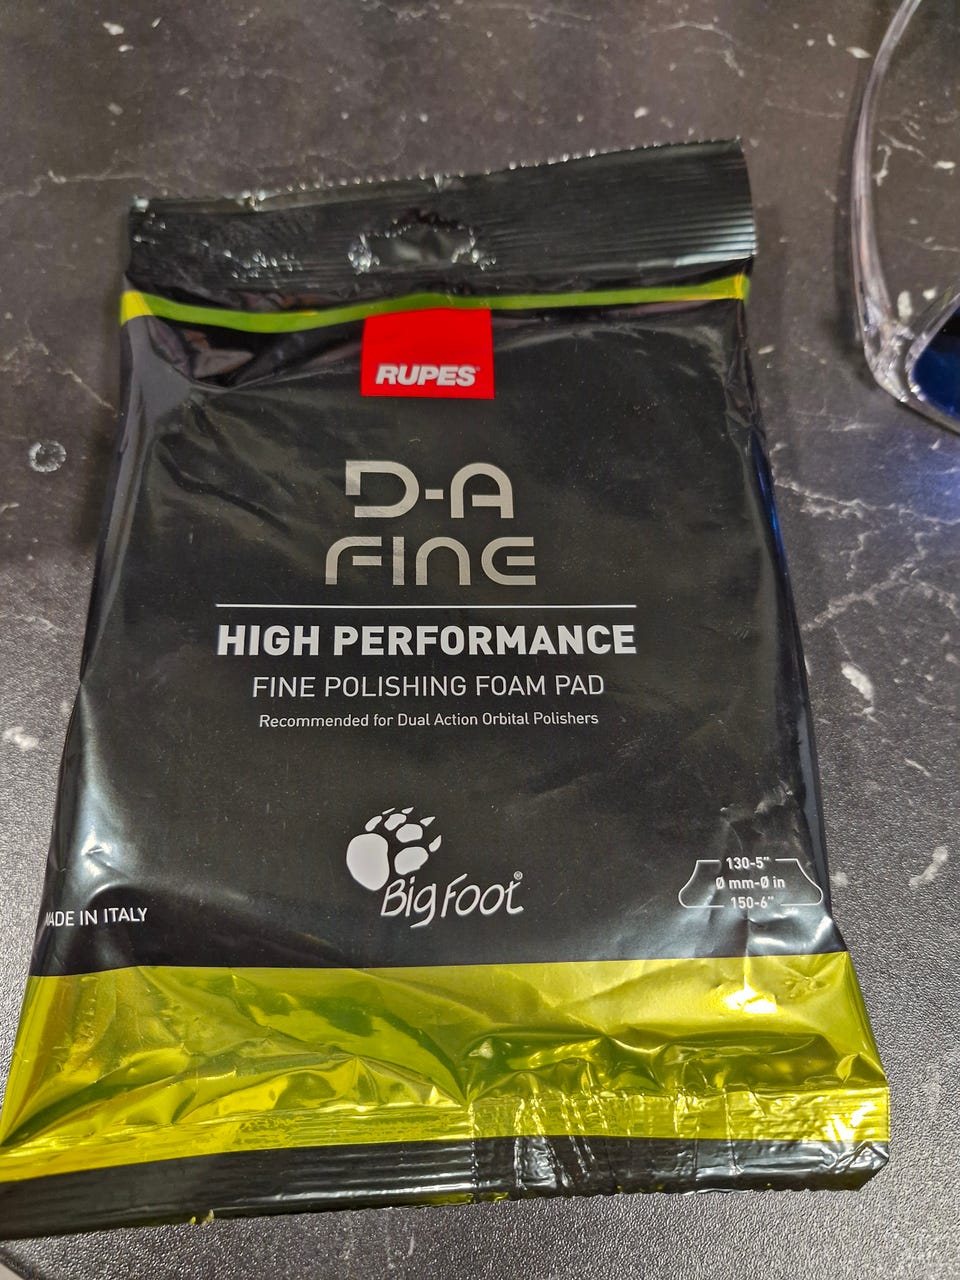 RUPES
D-A
FINE
HIGH PERFORMANCE
FINE POLISHING FOAM PAD
Recommended for Dual Action Orbital Polishers
BigFoot®
130-5"
Ø mm-Ø in
150-6"
MADE IN ITALY